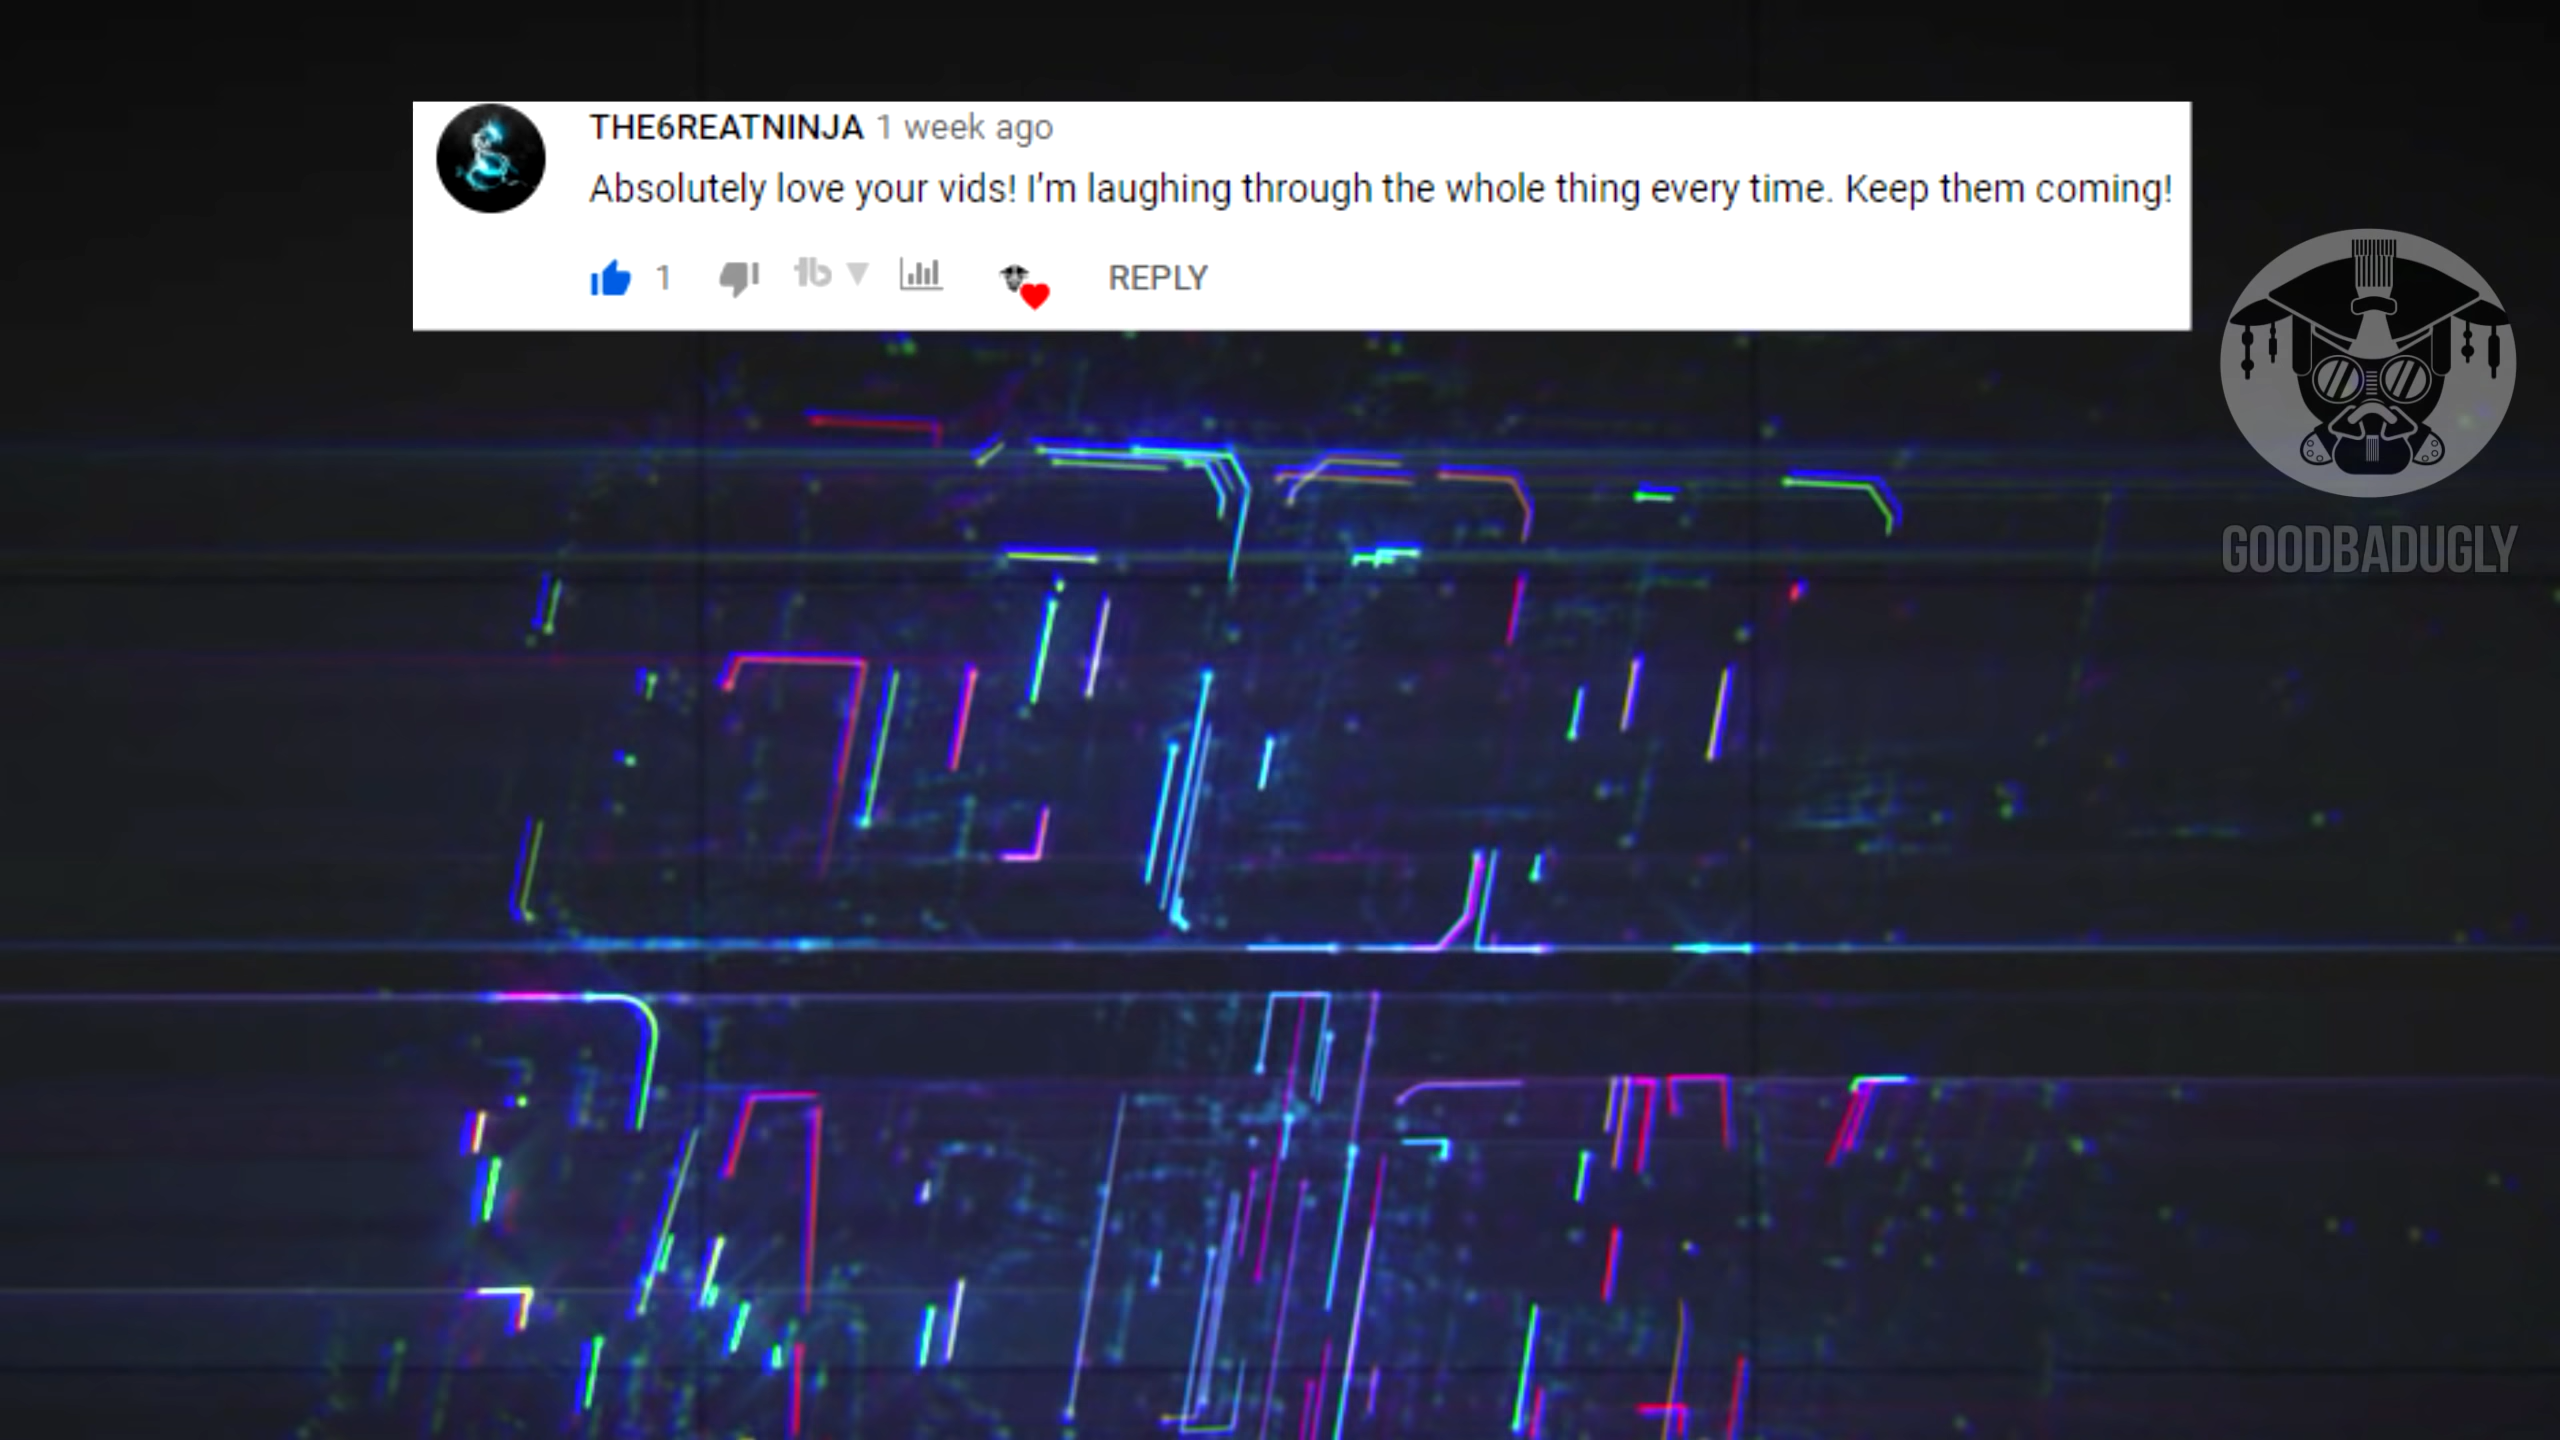 THE6REATNINJA 1 week ago
Absolutely love your vids! I'm laughing through the whole thing every time. Keep them coming!
1 tb REPLY
GOODBADUGLY